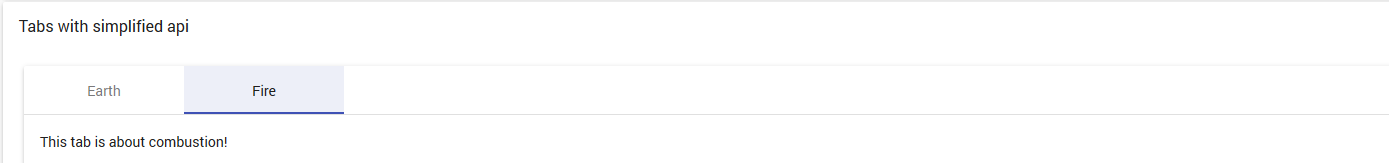 Tabs with simplified api
Earth Fire
This tab is about combustion!